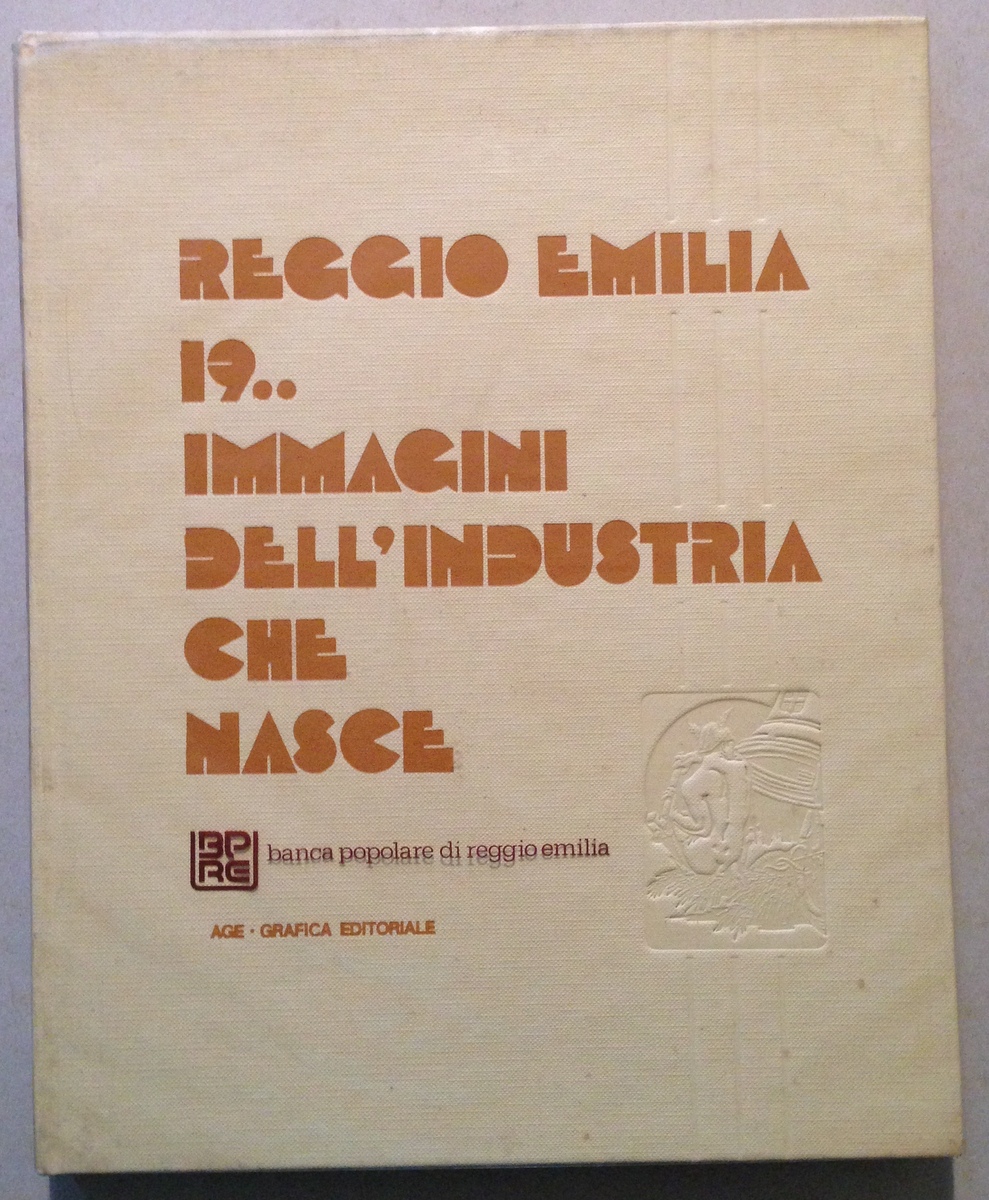 REGGIO EMILIA
19..
IMMAGINI
DELL'INDUSTRIA
CHE
NASCE
BPRE
banca popolare di reggio emilia
AGE · GRAFICA EDITORIALE